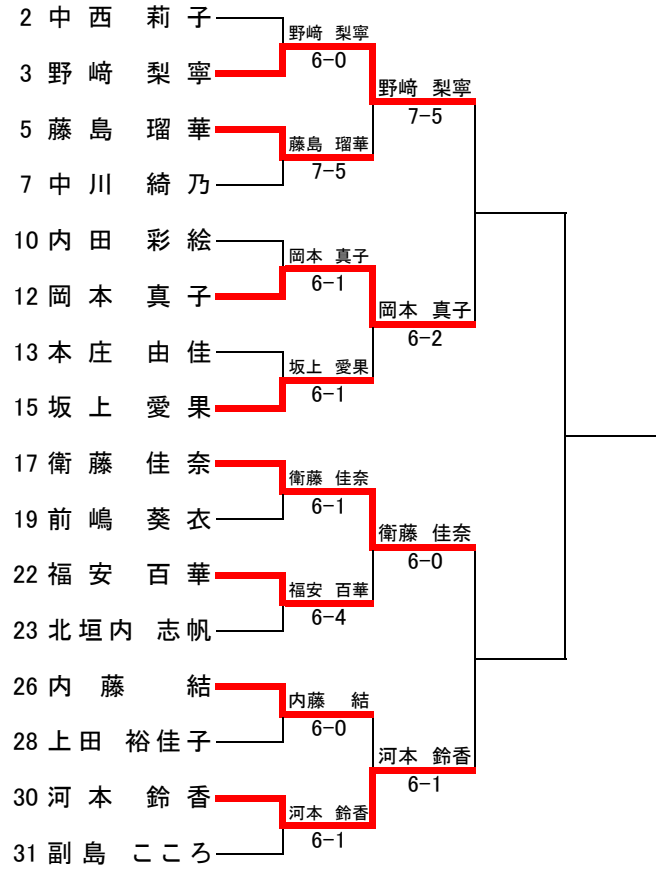 2 中西 莉子
3 野﨑 梨寧
5 藤島 瑠華
7 中川 綺乃
10 内田 彩絵
12 岡本 真子
13 本庄 由佳
15 坂上 愛果
17 衛藤 佳奈
19 前嶋 葵衣
22 福安 百華
23 北垣内 志帆
26 内藤 結
28 上田 裕佳子
30 河本 鈴香
31 副島 こころ
野﨑 梨寧
6-0
藤島 瑠華
7-5
岡本 真子
6-1
坂上 愛果
6-1
衛藤 佳奈
6-1
福安 百華
6-4
内藤 結
6-0
河本 鈴香
6-1
野﨑 梨寧
7-5
岡本 真子
6-2
衛藤 佳奈
6-0
河本 鈴香
6-1